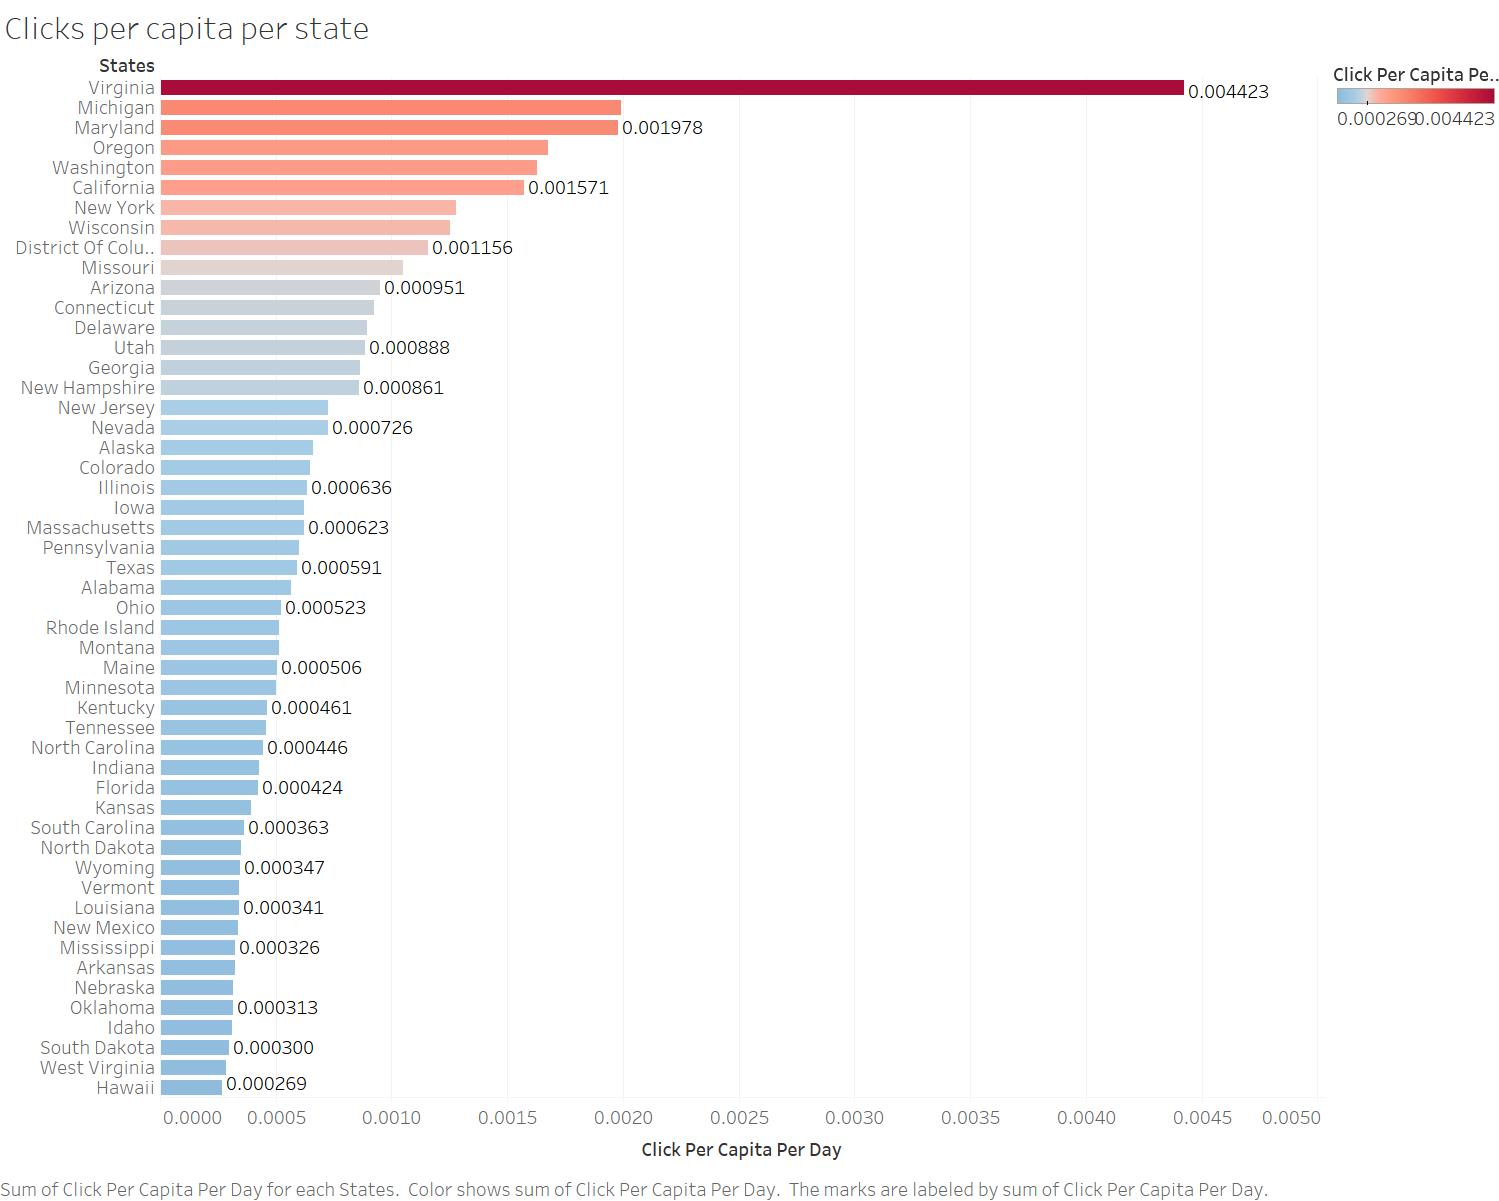 Clicks per capita per state
States
Click Per Capita Pe..
0.000269 0.004423
Virginia 0.004423
Michigan
Maryland 0.001978
Oregon
Washington
California 0.001571
New York
Wisconsin
District Of Colu.. 0.001156
Missouri
Arizona 0.000951
Connecticut
Delaware
Utah 0.000888
Georgia
New Hampshire 0.000861
New Jersey
Nevada 0.000726
Alaska
Colorado
Illinois 0.000636
Iowa
Massachusetts 0.000623
Pennsylvania
Texas 0.000591
Alabama
Ohio 0.000523
Rhode Island
Montana
Maine 0.000506
Minnesota
Kentucky 0.000461
Tennessee
North Carolina 0.000446
Indiana
Florida 0.000424
Kansas
South Carolina 0.000363
North Dakota
Wyoming 0.000347
Vermont
Louisiana 0.000341
New Mexico
Mississippi 0.000326
Arkansas
Nebraska
Oklahoma 0.000313
Idaho
South Dakota 0.000300
West Virginia
Hawaii 0.000269
0.0000 0.0005 0.0010 0.0015 0.0020 0.0025 0.0030 0.0035 0.0040 0.0045 0.0050
Click Per Capita Per Day
Sum of Click Per Capita Per Day for each States.  Color shows sum of Click Per Capita Per Day.  The marks are labeled by sum of Click Per Capita Per Day.